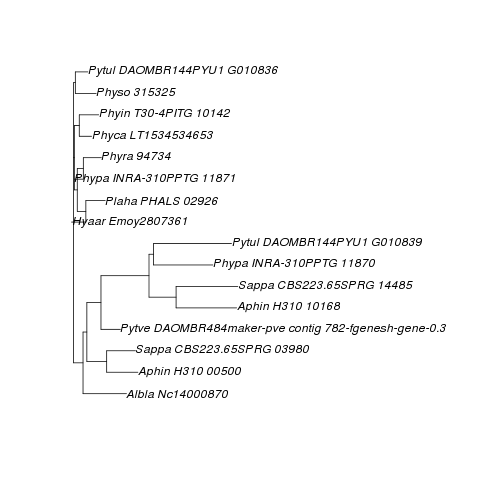 Pytul DAOMBR144PYU1 G010836
Physo 315325
Phyin T30-4PITG 10142
Phyca LT1534534653
Phyra 94734
Phypa INRA-310PPTG 11871
Plaha PHALS 02926
Hyaar Emoy2807361
Pytul DAOMBR144PYU1 G010839
Phypa INRA-310PPTG 11870
Sappa CBS223.65SPRG 14485
Aphin H310 10168
Pytve DAOMBR484maker-pve contig 782-fgenesh-gene-0.3
Sappa CBS223.65SPRG 03980
Aphin H310 00500
Albla Nc14000870